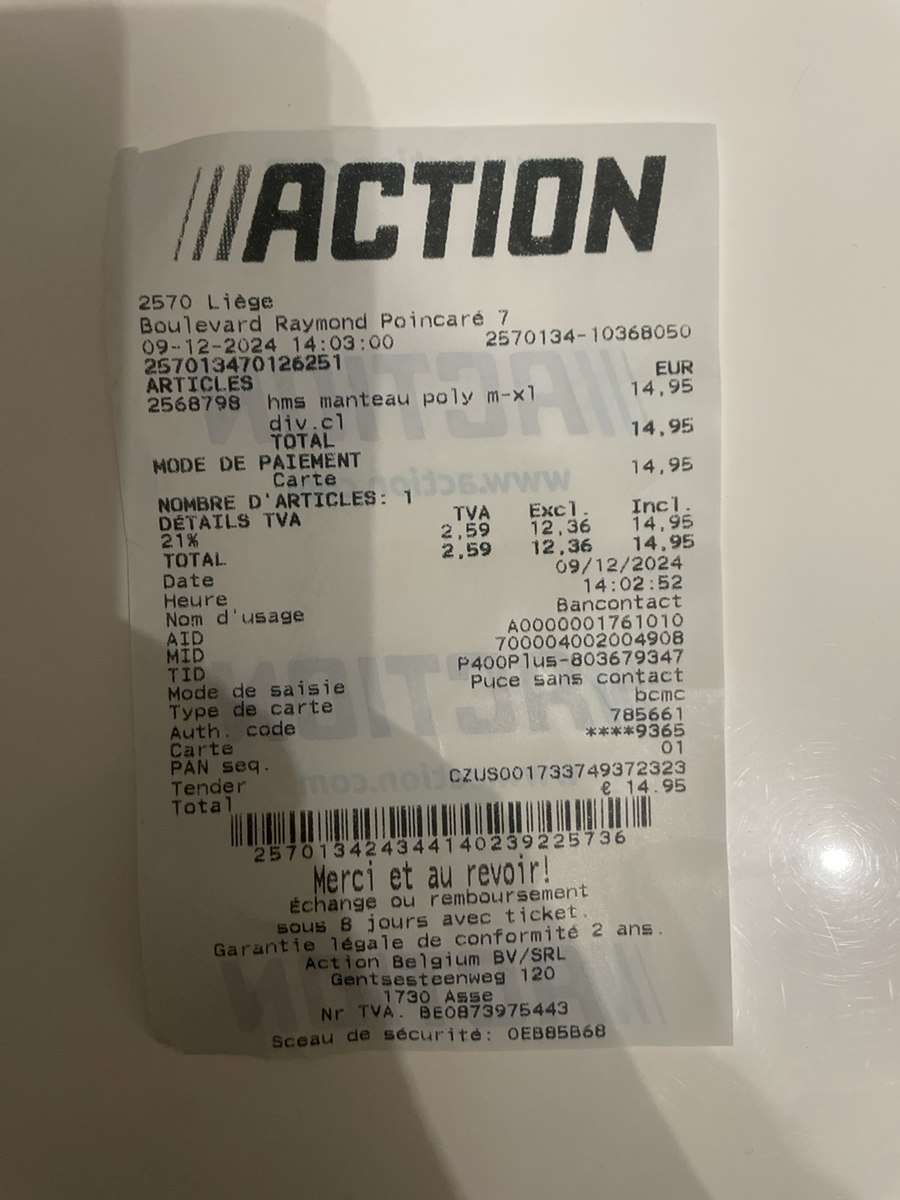 ACTION
2570 Liège
Boulevard Raymond Poincaré 7
09-12-2024 14:03:00 2570134-10368050
257013470126251
ARTICLES EUR
2568798 hms manteau poly m-xl 14,95
div.cl
TOTAL 14,95
MODE DE PAIEMENT
Carte 14,95
NOMBRE D'ARTICLES: 1
DÉTAILS TVA TVA Excl. Incl.
21% 2,59 12,36 14,95
TOTAL 2,59 12,36 14,95
Date 09/12/2024
Heure 14:02:52
Nom d'usage Bancontact
AID A0000001761010
MID 700004002004908
TID P400Plus-803679347
Mode de saisie Puce sans contact
Type de carte bcmc
Auth. code 785661
Carte ****9365
PAN seq. 01
Tender CZUS001733749372323
Total € 14.95
257013424344140239225736
Merci et au revoir!
Échange ou remboursement
sous 8 jours avec ticket.
Garantie légale de conformité 2 ans.
Action Belgium BV/SRL
Gentsesteenweg 120
1730 Asse
Nr TVA. BE0873975443
Sceau de sécurité: 0EB85B68